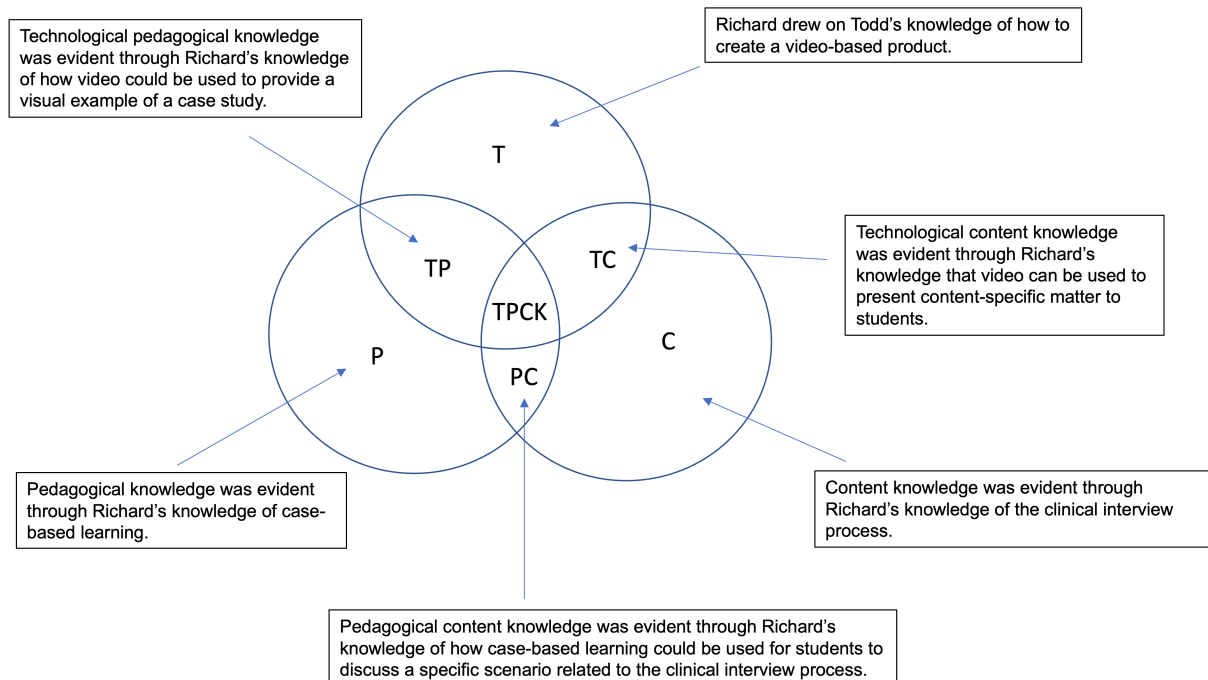 Technological pedagogical knowledge
was evident through Richard’s knowledge
of how video could be used to provide a
visual example of a case study.
Richard drew on Todd’s knowledge of how to
create a video-based product.
T
TP
TC
Technological content knowledge
was evident through Richard’s
knowledge that video can be used to
present content-specific matter to
students.
TPCK
P
C
PC
Pedagogical knowledge was evident
through Richard’s knowledge of case-
based learning.
Content knowledge was evident through
Richard’s knowledge of the clinical interview
process.
Pedagogical content knowledge was evident through Richard’s
knowledge of how case-based learning could be used for students to
discuss a specific scenario related to the clinical interview process.